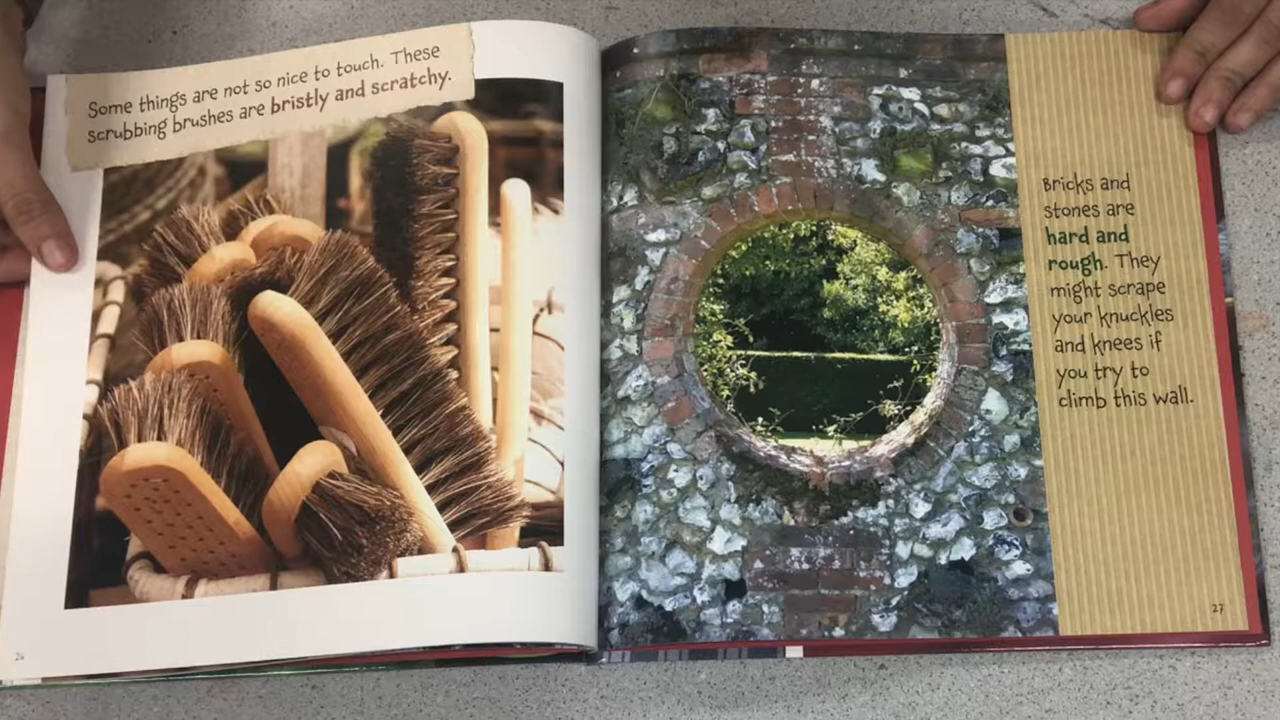 Some things are not so nice to touch. These
scrubbing brushes are bristly and scratchy.
26
Bricks and
stones are
hard and
rough. They
might scrape
your knuckles
and knees if
you try to
climb this wall.
27